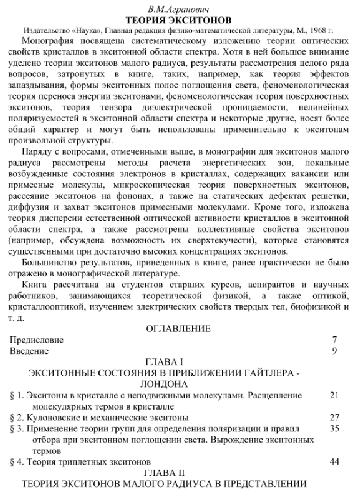 В.М.Агранович
ТЕОРИЯ ЭКСИТОНОВ
Издательство «Наука», Главная редакция физико-математической литературы, М., 1968 г.
Монография посвящена систематическому изложению теории оптических
свойств кристаллов в экситонной области спектра. Хотя в ней большое внимание
уделено теории экситонов малого радиуса, результаты рассмотрения целого ряда
вопросов, затронутых в книге, таких, например, как теория эффектов
запаздывания, формы экситонных полос поглощения света, феноменологическая
теория переноса энергии экситонами, феноменологическая теория поверхностных
экситонов, теория тензора диэлектрической проницаемости, нелинейных
поляризуемостей в экситонной области спектра и некоторые другие, носят более
общий характер и могут быть использованы применительно к экситонам
произвольной структуры.
Наряду с вопросами, отмеченными выше, в монографии для экситонов малого
радиуса рассмотрены методы расчета энергетических зон, локальные
возбужденные состояния электронов в кристаллах, содержащих вакансии или
примесные молекулы, микроскопическая теория поверхностных экситонов,
рассеяние экситонов на фононах, а также на статических дефектах решетки,
диффузия и захват экситонов примесными молекулами. Кроме того, изложена
теория дисперсии естественной оптической активности кристаллов в экситонной
области спектра, а также рассмотрены коллективные свойства экситонов
(например, обсуждена возможность их сверхтекучести), которые становятся
существенными при достаточно высоких концентрациях экситонов.
Большинство результатов, приведенных в книге, ранее практически не было
отражено в монографической литературе.
Книга рассчитана на студентов старших курсов, аспирантов и научных
работников, занимающихся теоретической физикой, а также оптикой,
кристаллооптикой, изучением электрических свойств твердых тел, биофизикой и
т. д.
ОГЛАВЛЕНИЕ
Предисловие 7
Введение 9
ГЛАВА I
ЭКСИТОННЫЕ СОСТОЯНИЯ В ПРИБЛИЖЕНИИ ГАЙТЛЕРА -
ЛОНДОНА
§ 1. Экситоны в кристалле с неподвижными молекулами. Расщепление 21
молекулярных термов в кристалле
§ 2. Кулоновские и механические экситоны 27
§ 3. Применение теории групп для определения поляризации и правил 35
отбора при экситонном поглощении света. Вырождение экситонных
термов
§ 4. Теория триплетных экситонов 44
ГЛАВА II
ТЕОРИЯ ЭКСИТОНОВ МАЛОГО РАДИУСА В ПРЕДСТАВЛЕНИИ